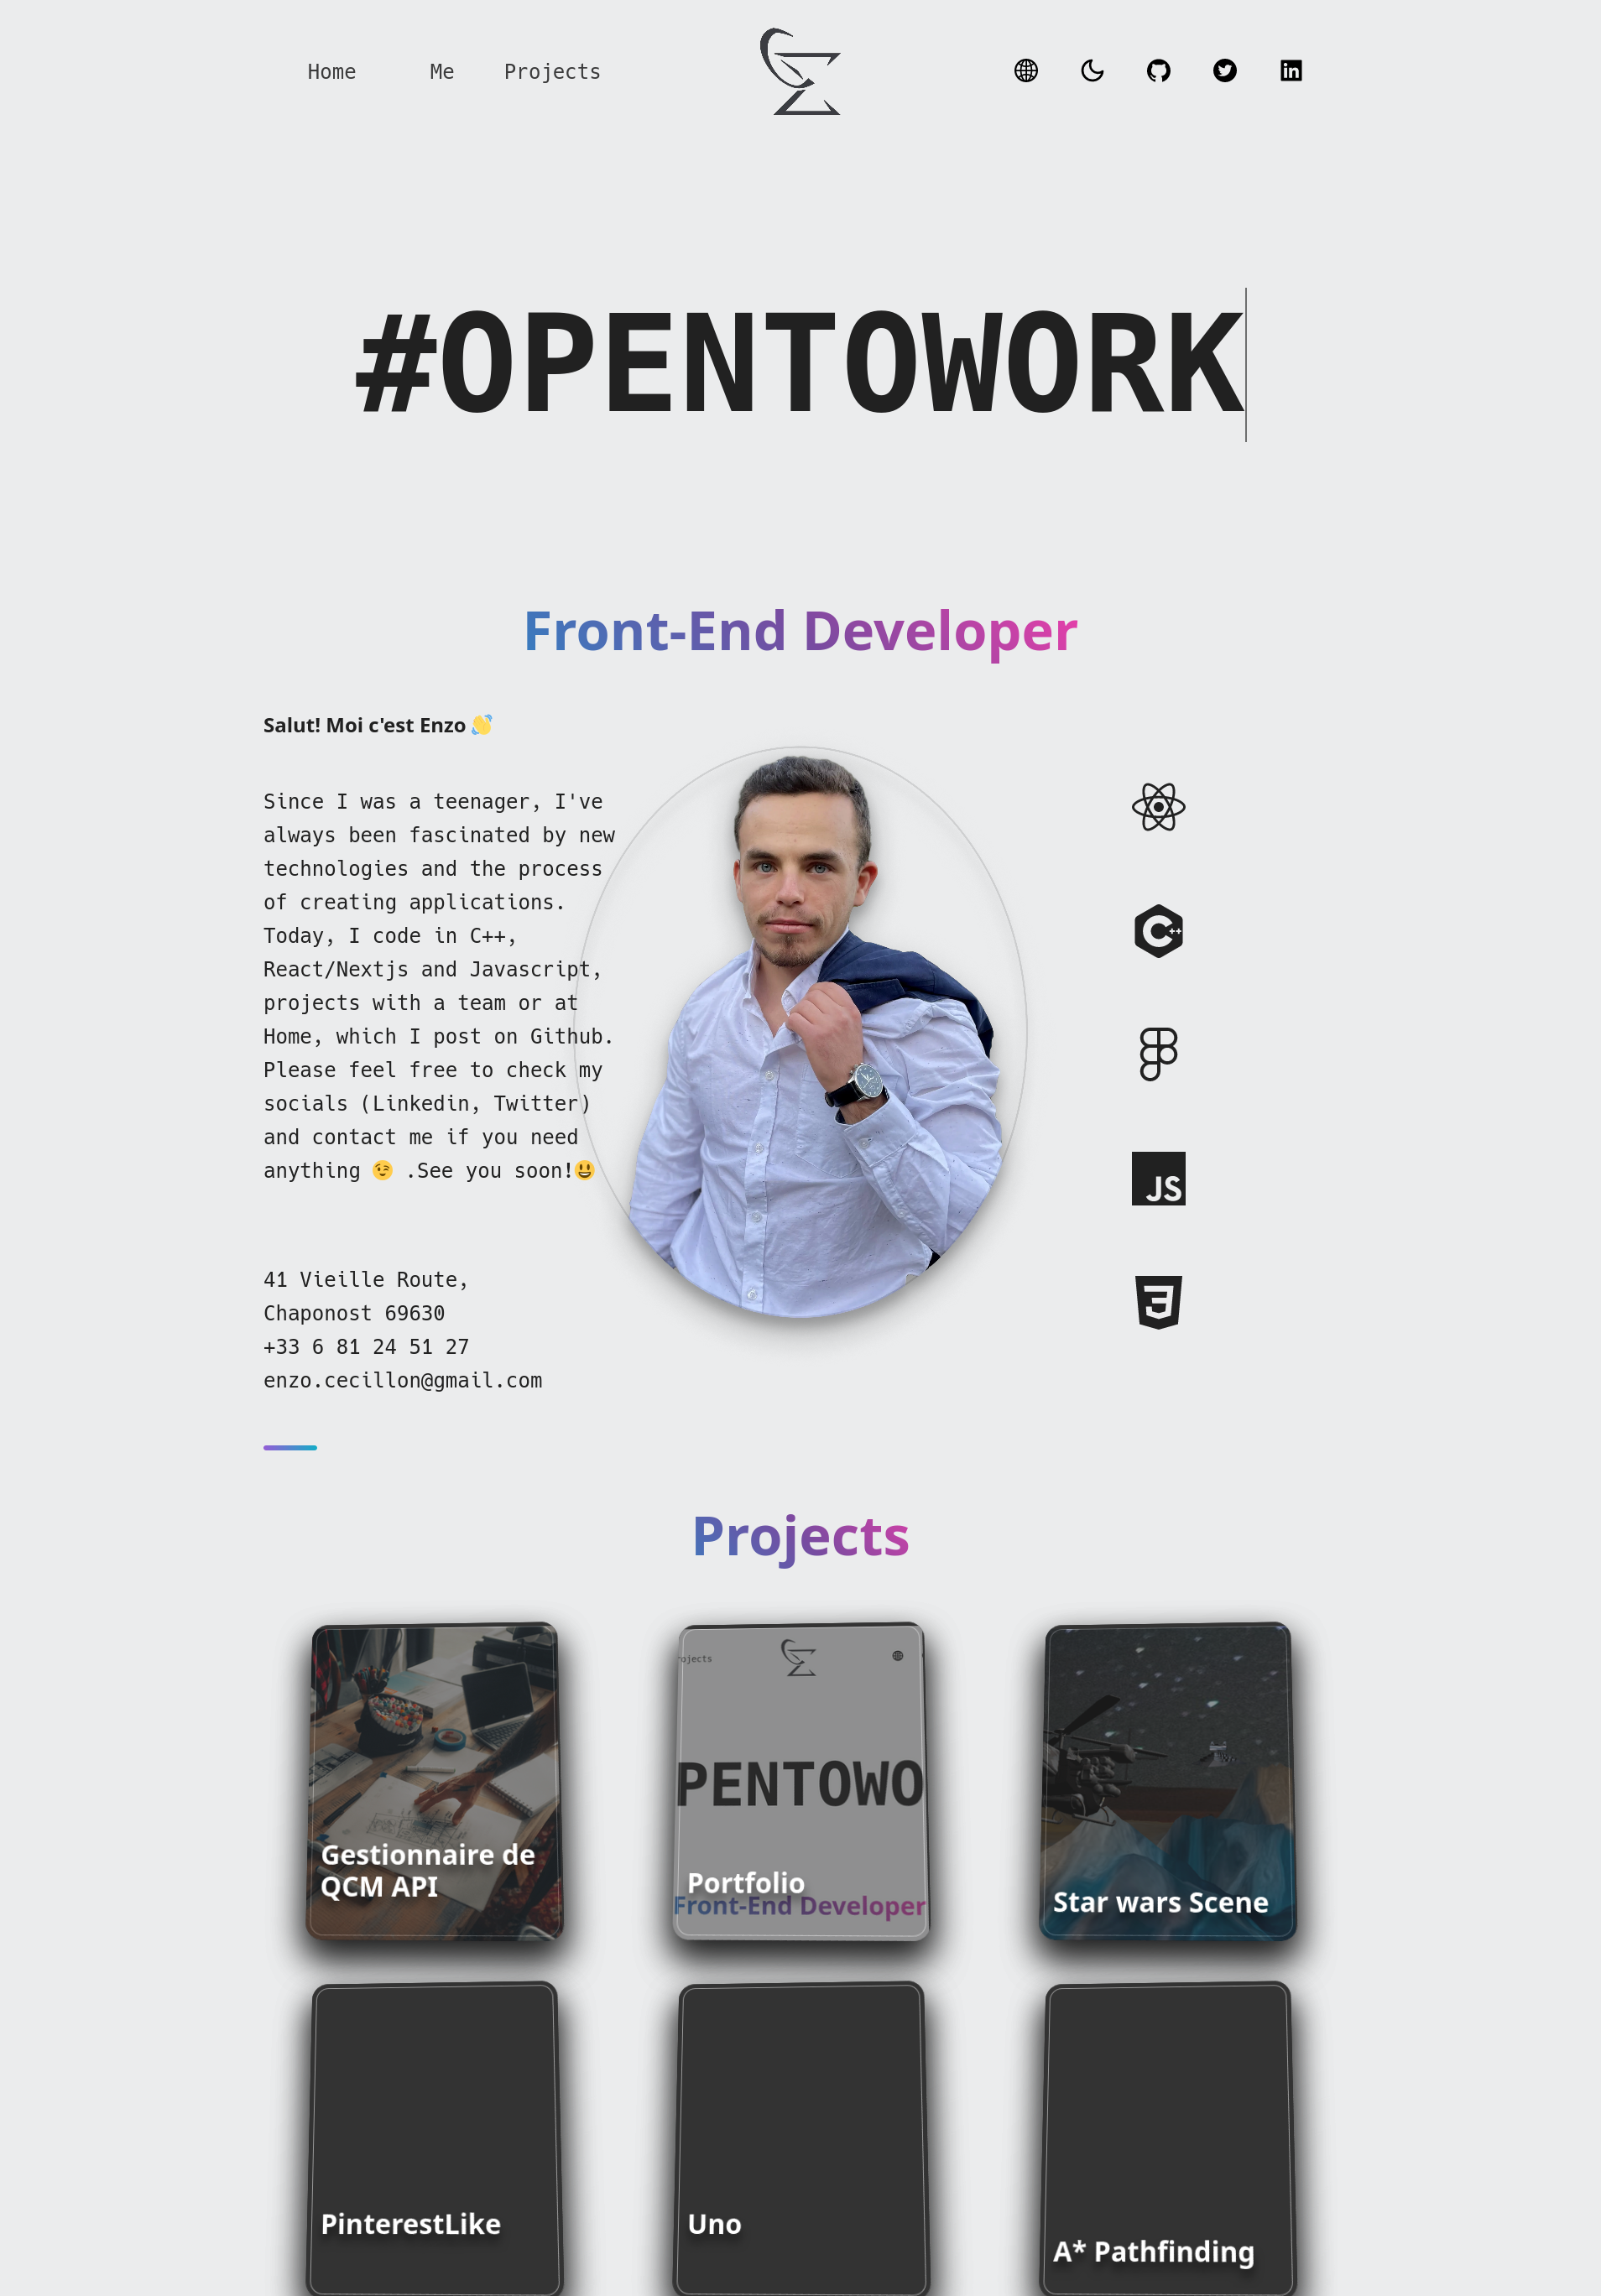 Home Me Projects
#OPENTOWORK
Front-End Developer
Salut! Moi c'est Enzo 👋
Since I was a teenager, I've
always been fascinated by new
technologies and the process
of creating applications.
Today, I code in C++,
React/Nextjs and Javascript,
projects with a team or at
Home, which I post on Github.
Please feel free to check my
socials (Linkedin, Twitter)
and contact me if you need
anything 😉 .See you soon!😃
C++
JS
3
41 Vieille Route,
Chaponost 69630
+33 6 81 24 51 27
enzo.cecillon@gmail.com
Projects
Gestionnaire de
QCM API
rojects
PENTOWO
Portfolio
Front-End Developer
Star wars Scene
PinterestLike
Uno
A* Pathfinding